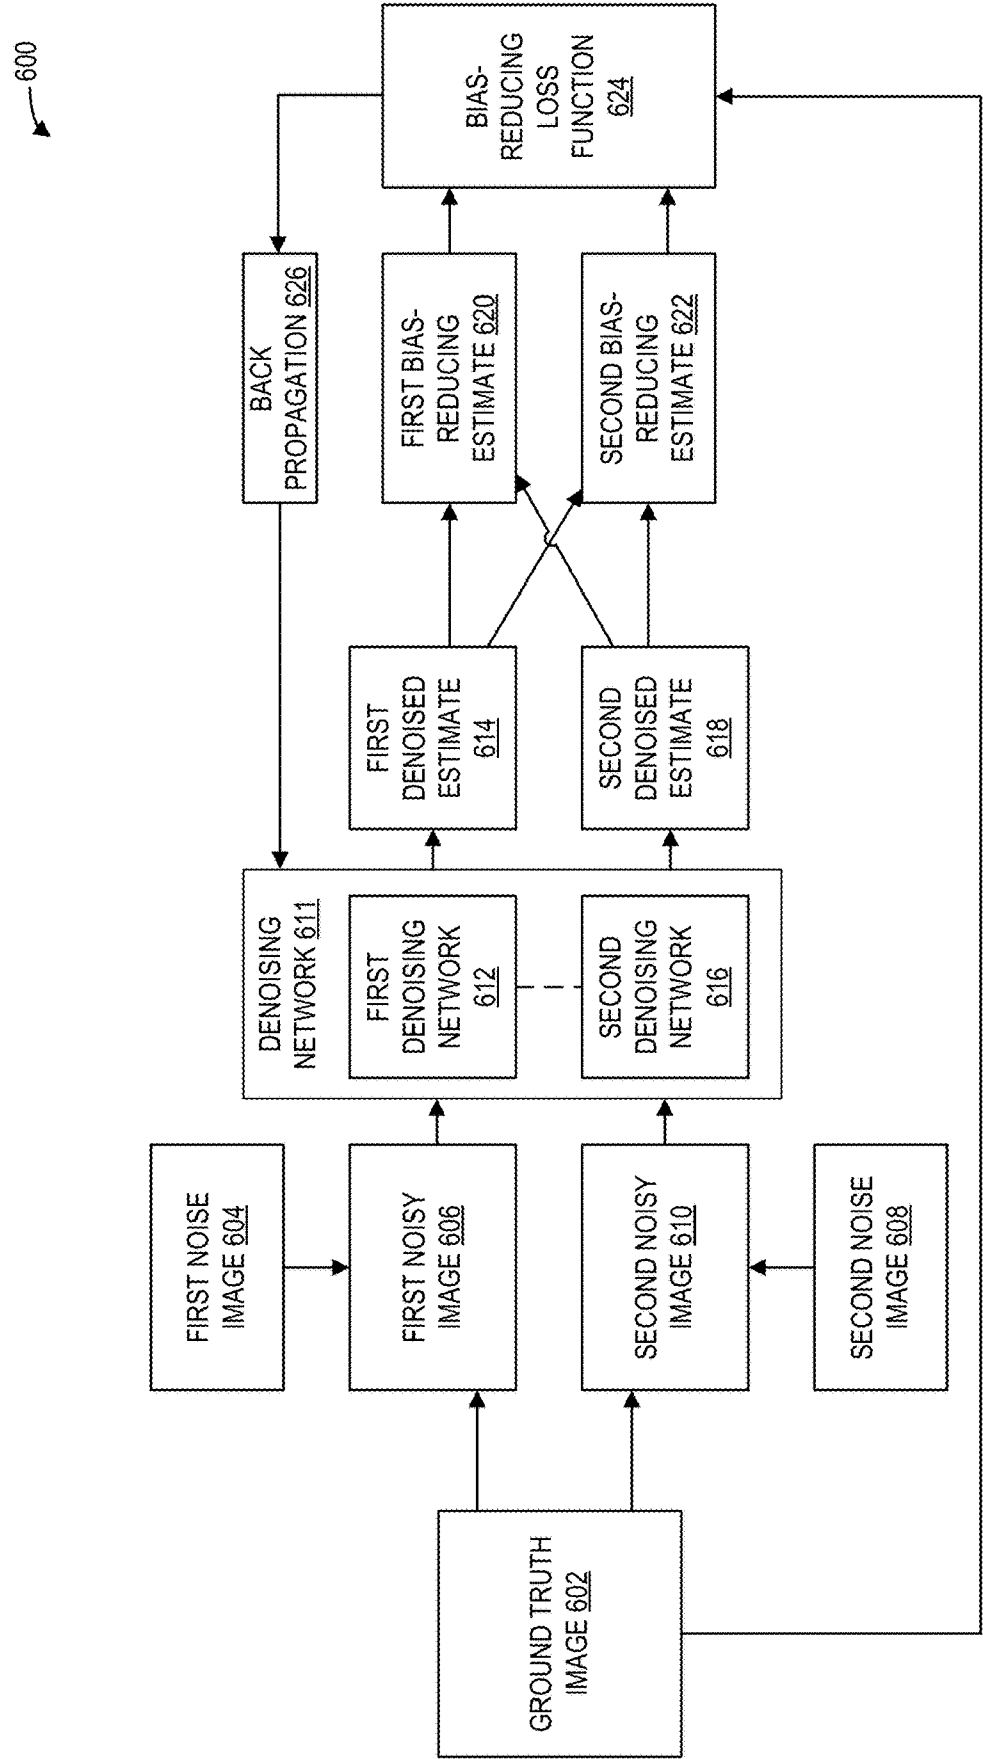 600
GROUND TRUTH
IMAGE 602
FIRST NOISE
IMAGE 604
FIRST NOISY
IMAGE 606
SECOND NOISY
IMAGE 610
SECOND NOISE
IMAGE 608
DENOISING
NETWORK 611
FIRST
DENOISING
NETWORK
612
SECOND
DENOISING
NETWORK
616
FIRST
DENOISED
ESTIMATE
614
SECOND
DENOISED
ESTIMATE
618
BACK
PROPAGATION 626
FIRST BIAS-
REDUCING
ESTIMATE 620
SECOND BIAS-
REDUCING
ESTIMATE 622
BIAS-
REDUCING
LOSS
FUNCTION
624